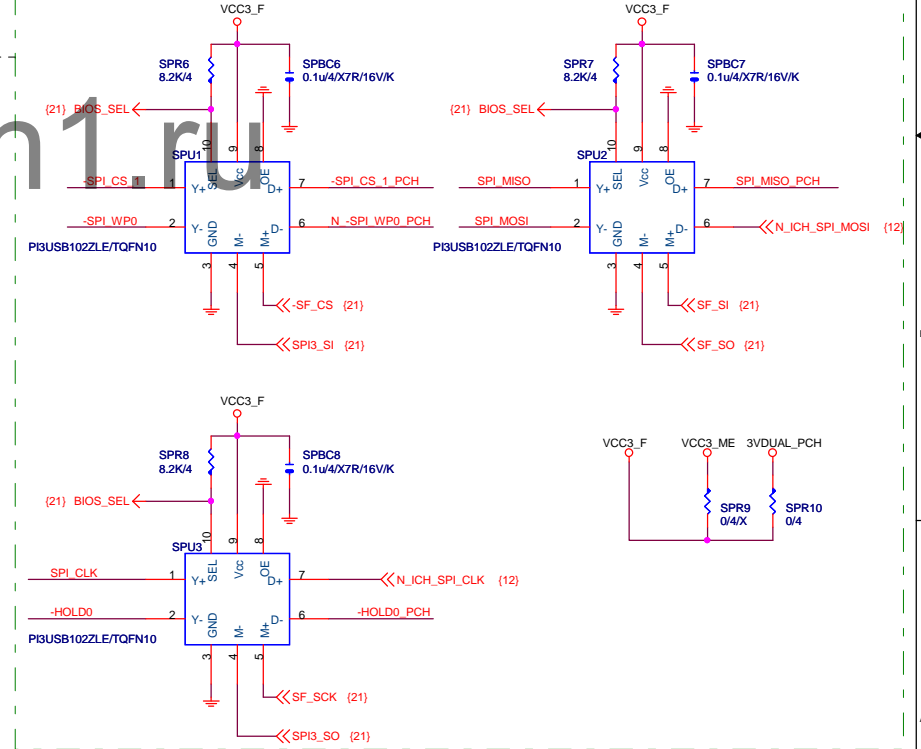 VCC3_F
SPR6
8.2K/4
SPBC6
0.1u/4/X7R/16V/K
{21} BIOS_SEL
n1.ru
SPU1
10
9
8
SEL
Vcc
OE
-SPI_CS_1
1
Y+
D+
7
-SPI_CS_1_PCH
-SPI_WP0
2
Y-
D-
6
N_-SPI_WP0_PCH
GND
M-
M+
PI3USB102ZLE/TQFN10
3
4
5
-SF_CS {21}
SPI3_SI {21}
VCC3_F
SPR7
8.2K/4
SPBC7
0.1u/4/X7R/16V/K
{21} BIOS_SEL
SPU2
10
9
8
SEL
Vcc
OE
SPI_MISO
1
Y+
D+
7
SPI_MISO_PCH
SPI_MOSI
2
Y-
D-
6
N_ICH_SPI_MOSI {12}
GND
M-
M+
PI3USB102ZLE/TQFN10
3
4
5
SF_SI {21}
SF_SO {21}
VCC3_F
SPR8
8.2K/4
SPBC8
0.1u/4/X7R/16V/K
{21} BIOS_SEL
SPU3
10
9
8
SEL
Vcc
OE
SPI_CLK
1
Y+
D+
7
N_ICH_SPI_CLK {12}
-HOLD0
2
Y-
D-
6
-HOLD0_PCH
GND
M-
M+
PI3USB102ZLE/TQFN10
3
4
5
SF_SCK {21}
SPI3_SO {21}
VCC3_F
VCC3_ME
3VDUAL_PCH
SPR9
0/4/X
SPR10
0/4